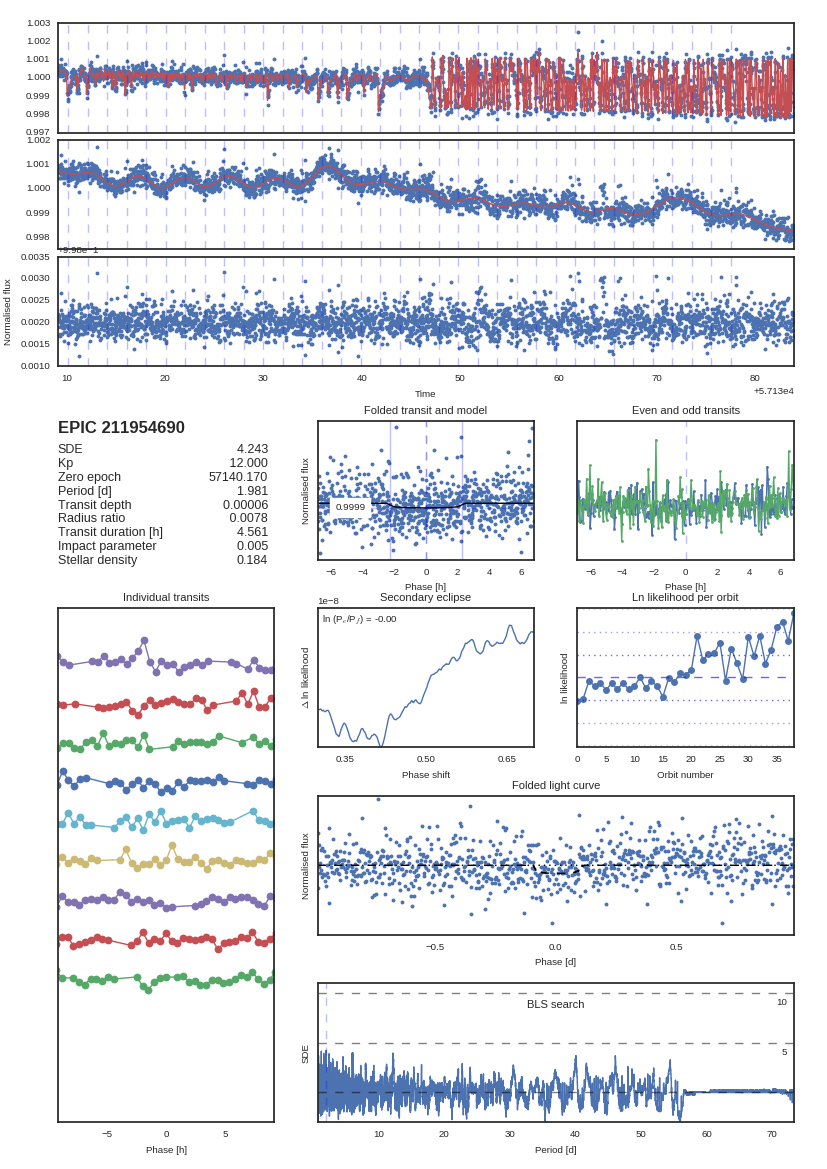 1.003
1.002
1.001
1.000
0.999
0.998
0.997
1.002
1.001
1.000
0.999
0.998
+9.98e−1
0.0035
0.0030
0.0025
0.0020
0.0015
0.0010
Normalised flux
10 20 30 40 50 60 70 80
Time
+5.713e4
EPIC 211954690
SDE 4.243
Kp 12.000
Zero epoch 57140.170
Period [d] 1.981
Transit depth 0.00006
Radius ratio 0.0078
Transit duration [h] 4.561
Impact parameter 0.005
Stellar density 0.184
Folded transit and model
Normalised flux
0.9999
−6 −4 −2 0 2 4 6
Phase [h]
Even and odd transits
−6 −4 −2 0 2 4 6
Phase [h]
Individual transits
−5 0 5
Phase [h]
1e−8
Secondary eclipse
Δ ln likelihood
0.35 0.50 0.65
Phase shift
Ln likelihood per orbit
ln likelihood
0 5 10 15 20 25 30 35
Orbit number
Folded light curve
Normalised flux
−0.5 0.0 0.5
Phase [d]
BLS search
10
5
SDE
10 20 30 40 50 60 70
Period [d]